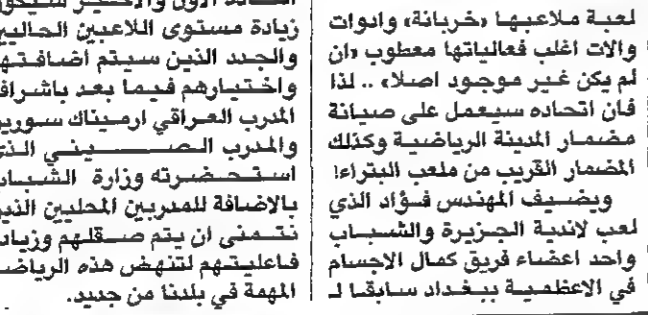 لعبة ملاعبها «خربانة» وادوات
والات اغلب فعالياتها معطوب «ان
لم يكن غير موجود اصلا» .. لذا
فان اتحاده سيعمل على صيانة
مضمار المدينة الرياضية وكذلك
المضمار القريب من ملعب البتراء!
ويضيف المهندس فؤاد الذي
لعب لاندية الجزيرة والشباب
واحد اعضاء فريق كمال الاجسام
في الاعظمية ببغداد سابقا لـ
زيادة مستوى اللاعبين الحاليين
والجدد الذين سيتم اضافتهم
واختيارهم فيما بعد باشراف
المدرب العراقي ارميناك سورين
والمدرب الصيني الذي
استحضرته وزارة الشباب
بالاضافة للمدربين المحليين الذين
نتمنى ان يتم صقلهم وزيادة
فاعليتهم لتنهض هذه الرياضة
المهمة في بلدنا من جديد.